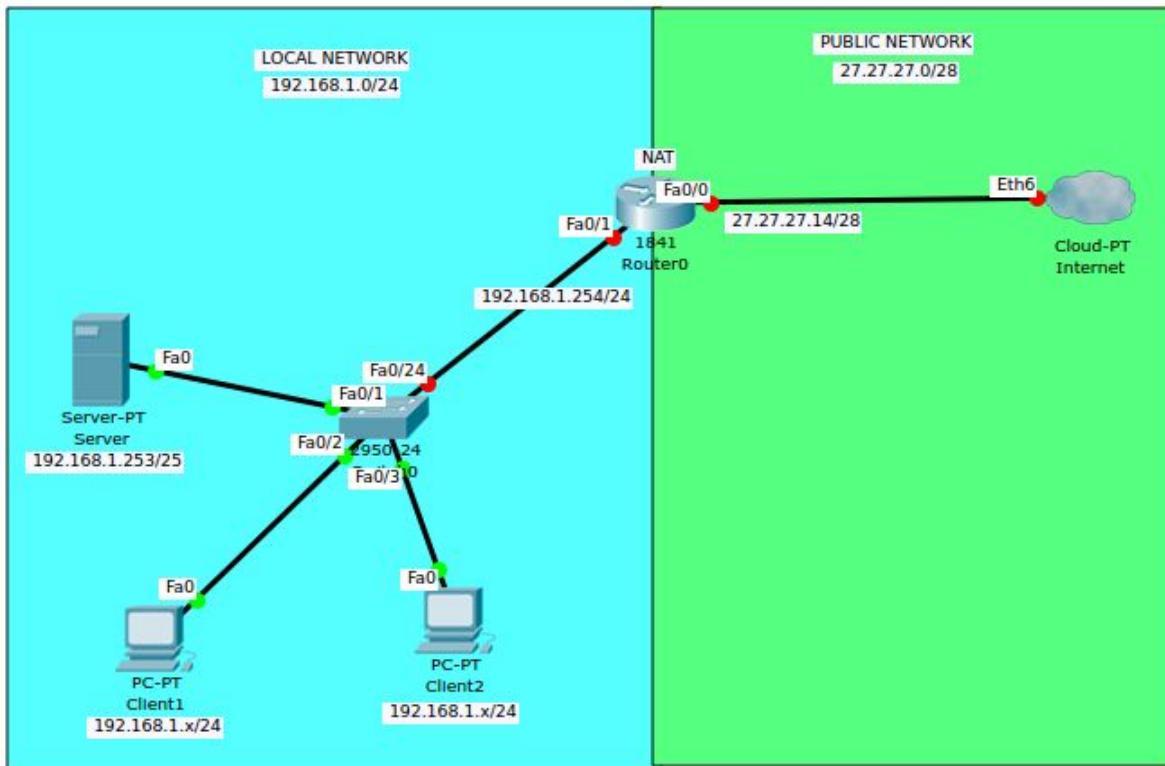 LOCAL NETWORK
192.168.1.0/24
PUBLIC NETWORK
27.27.27.0/28
NAT
Fa0/0
Eth6
Fa0/1
27.27.27.14/28
1841
Router0
Cloud-PT
Internet
192.168.1.254/24
Fa0
Fa0/24
Fa0/1
Server-PT
Server
192.168.1.253/25
Fa0/2
2950-24
Fa0/3
Fa0
Fa0
PC-PT
Client1
192.168.1.x/24
PC-PT
Client2
192.168.1.x/24